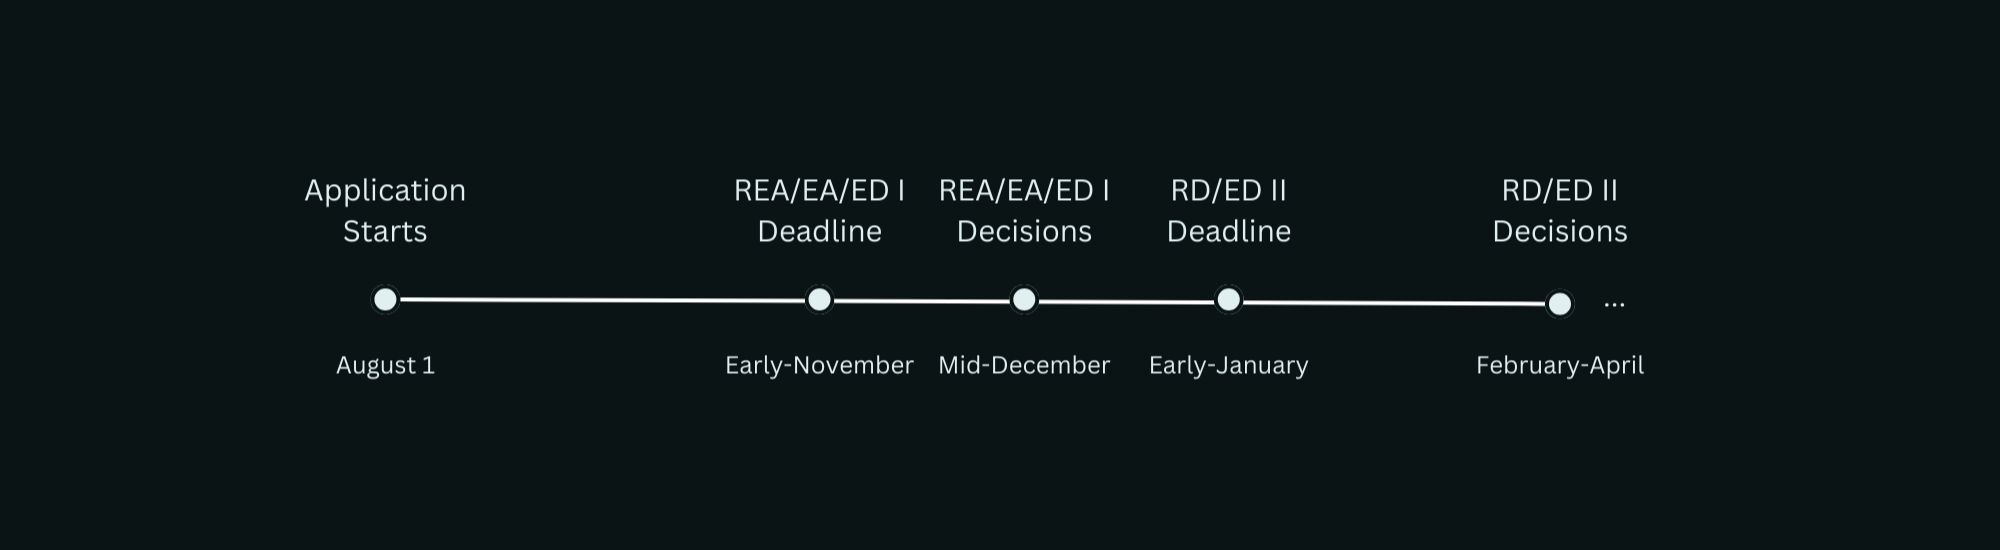 Application
Starts
REA/EA/ED I
Deadline
REA/EA/ED I
Decisions
RD/ED II
Deadline
RD/ED II
Decisions
...
August 1
Early-November
Mid-December
Early-January
February-April